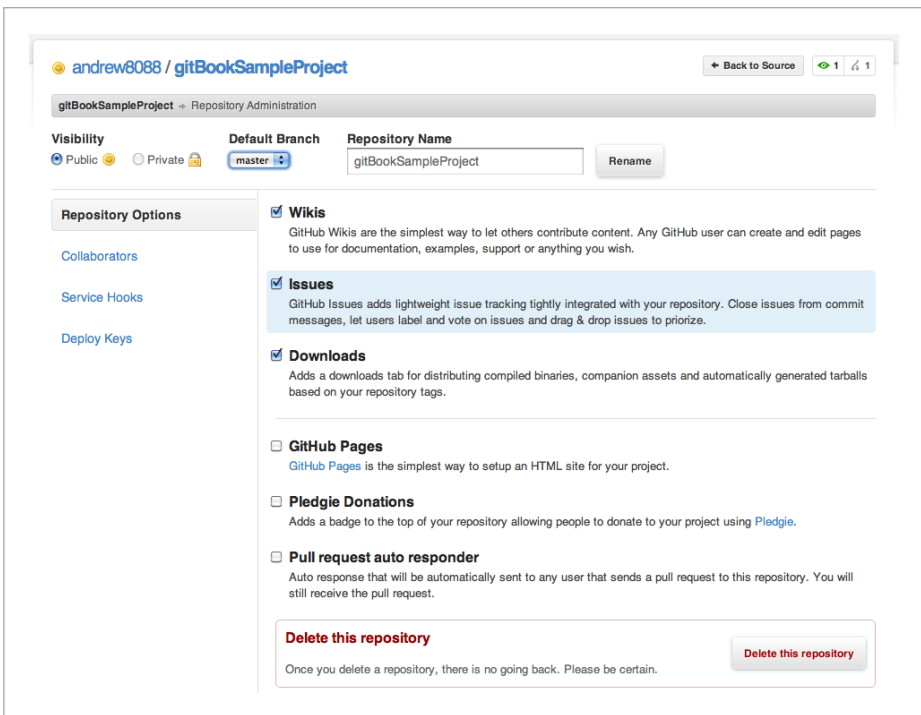 andrew8088 / gitBookSampleProject
Back to Source
1
1
gitBookSampleProject
Repository Administration
Visibility
Public
Private
Default Branch
master
Repository Name
gitBookSampleProject
Rename
Repository Options
Collaborators
Service Hooks
Deploy Keys
Wikis
GitHub Wikis are the simplest way to let others contribute content. Any GitHub user can create and edit pages
to use for documentation, examples, support or anything you wish.
Issues
GitHub Issues adds lightweight issue tracking tightly integrated with your repository. Close issues from commit
messages, let users label and vote on issues and drag & drop issues to priorize.
Downloads
Adds a downloads tab for distributing compiled binaries, companion assets and automatically generated tarballs
based on your repository tags.
GitHub Pages
GitHub Pages is the simplest way to setup an HTML site for your project.
Pledgie Donations
Adds a badge to the top of your repository allowing people to donate to your project using Pledgie.
Pull request auto responder
Auto response that will be automatically sent to any user that sends a pull request to this repository. You will
still receive the pull request.
Delete this repository
Once you delete a repository, there is no going back. Please be certain.
Delete this repository